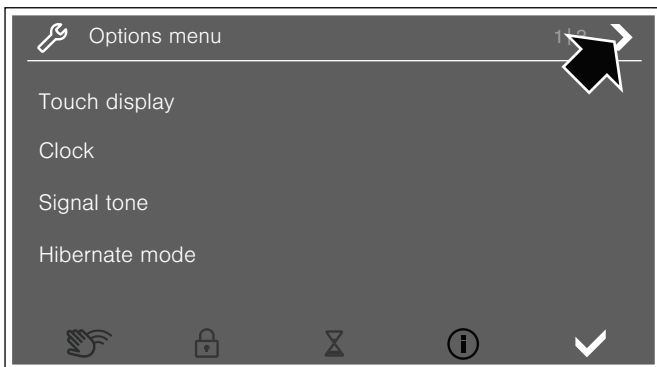 Options menu
Touch display
Clock
Signal tone
Hibernate mode